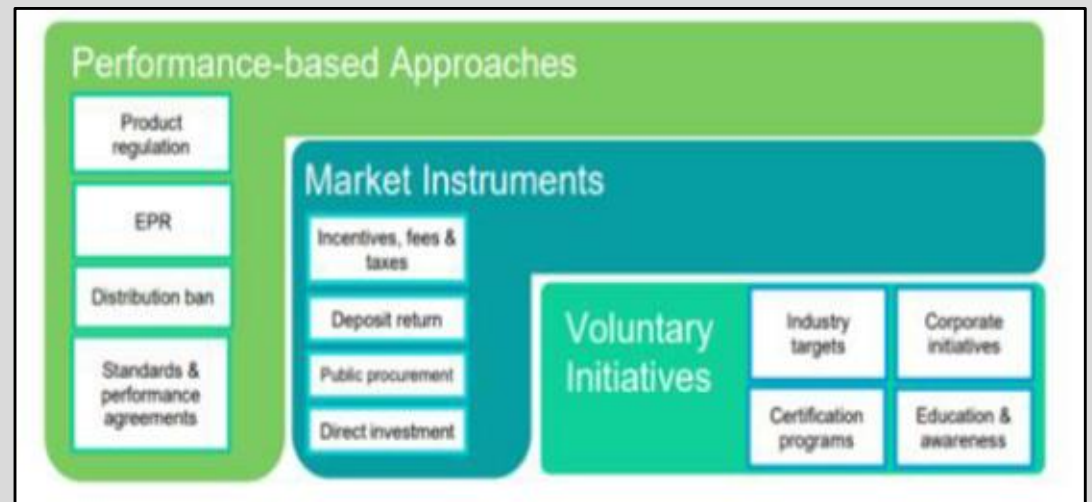 Performance-based Approaches
Product
regulation
EPR
Distribution ban
Standards &
performance
agreements
Market Instruments
Incentives, fees &
taxes
Deposit return
Public procurement
Direct investment
Voluntary
Initiatives
Industry
targets
Corporate
initiatives
Certification
programs
Education &
awareness